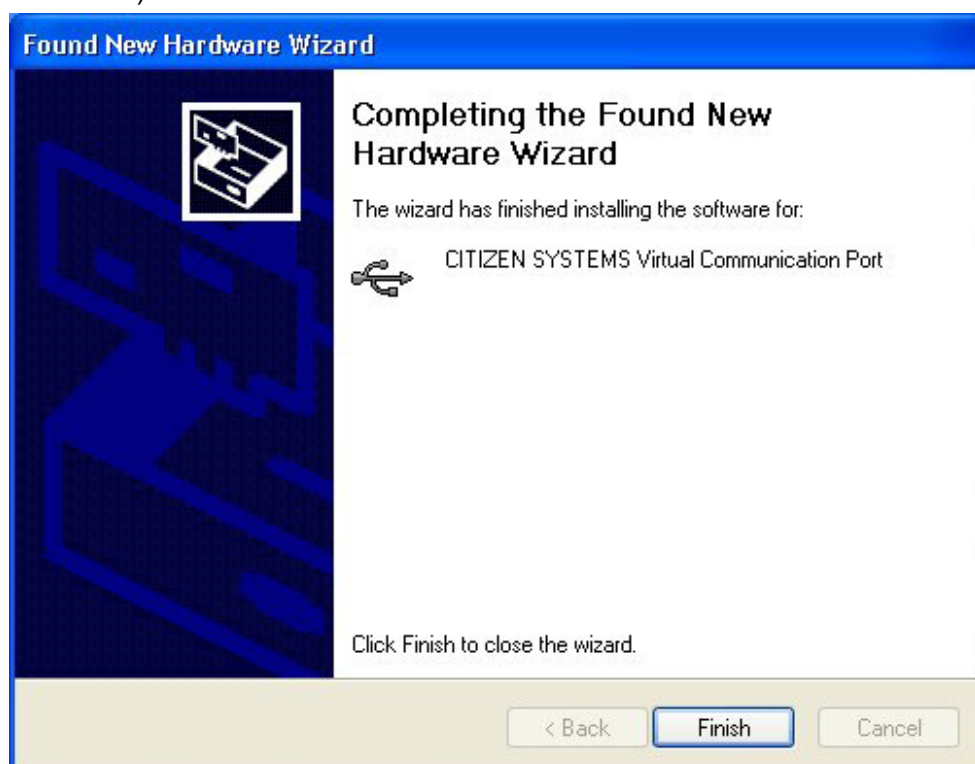 Found New Hardware Wizard
Completing the Found New
Hardware Wizard
The wizard has finished installing the software for:
CITIZEN SYSTEMS Virtual Communication Port
Click Finish to close the wizard.
< Back
Finish
Cancel